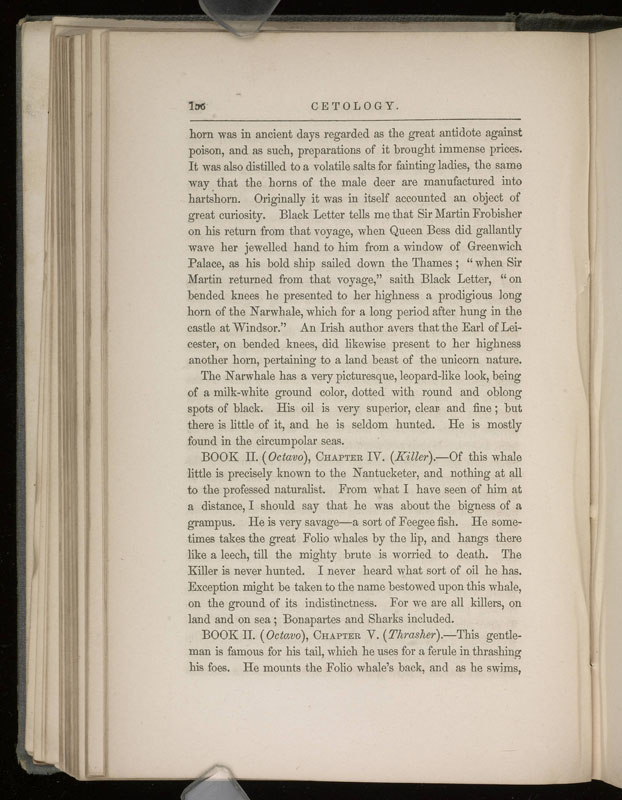 156 CETOLOGY.
horn was in ancient days regarded as the great antidote against
poison, and as such, preparations of it brought immense prices.
It was also distilled to a volatile salts for fainting ladies, the same
way that the horns of the male deer are manufactured into
hartshorn. Originally it was in itself accounted an object of
great curiosity. Black Letter tells me that Sir Martin Frobisher
on his return from that voyage, when Queen Bess did gallantly
wave her jewelled hand to him from a window of Greenwich
Palace, as his bold ship sailed down the Thames; “when Sir
Martin returned from that voyage,” saith Black Letter, “on
bended knees he presented to her highness a prodigious long
horn of the Narwhale, which for a long period after hung in the
castle at Windsor.” An Irish author avers that the Earl of Lei-
cester, on bended knees, did likewise present to her highness
another horn, pertaining to a land beast of the unicorn nature.
The Narwhale has a very picturesque, leopard-like look, being
of a milk-white ground color, dotted with round and oblong
spots of black. His oil is very superior, clear and fine; but
there is little of it, and he is seldom hunted. He is mostly
found in the circumpolar seas.
BOOK II. (Octavo), CHAPTER IV. (Killer).—Of this whale
little is precisely known to the Nantucketer, and nothing at all
to the professed naturalist. From what I have seen of him at
a distance, I should say that he was about the bigness of a
grampus. He is very savage—a sort of Feegee fish. He some-
times takes the great Folio whales by the lip, and hangs there
like a leech, till the mighty brute is worried to death. The
Killer is never hunted. I never heard what sort of oil he has.
Exception might be taken to the name bestowed upon this whale,
on the ground of its indistinctness. For we are all killers, on
land and on sea; Bonapartes and Sharks included.
BOOK II. (Octavo), CHAPTER V. (Thrasher).—This gentle-
man is famous for his tail, which he uses for a ferule in thrashing
his foes. He mounts the Folio whale’s back, and as he swims,